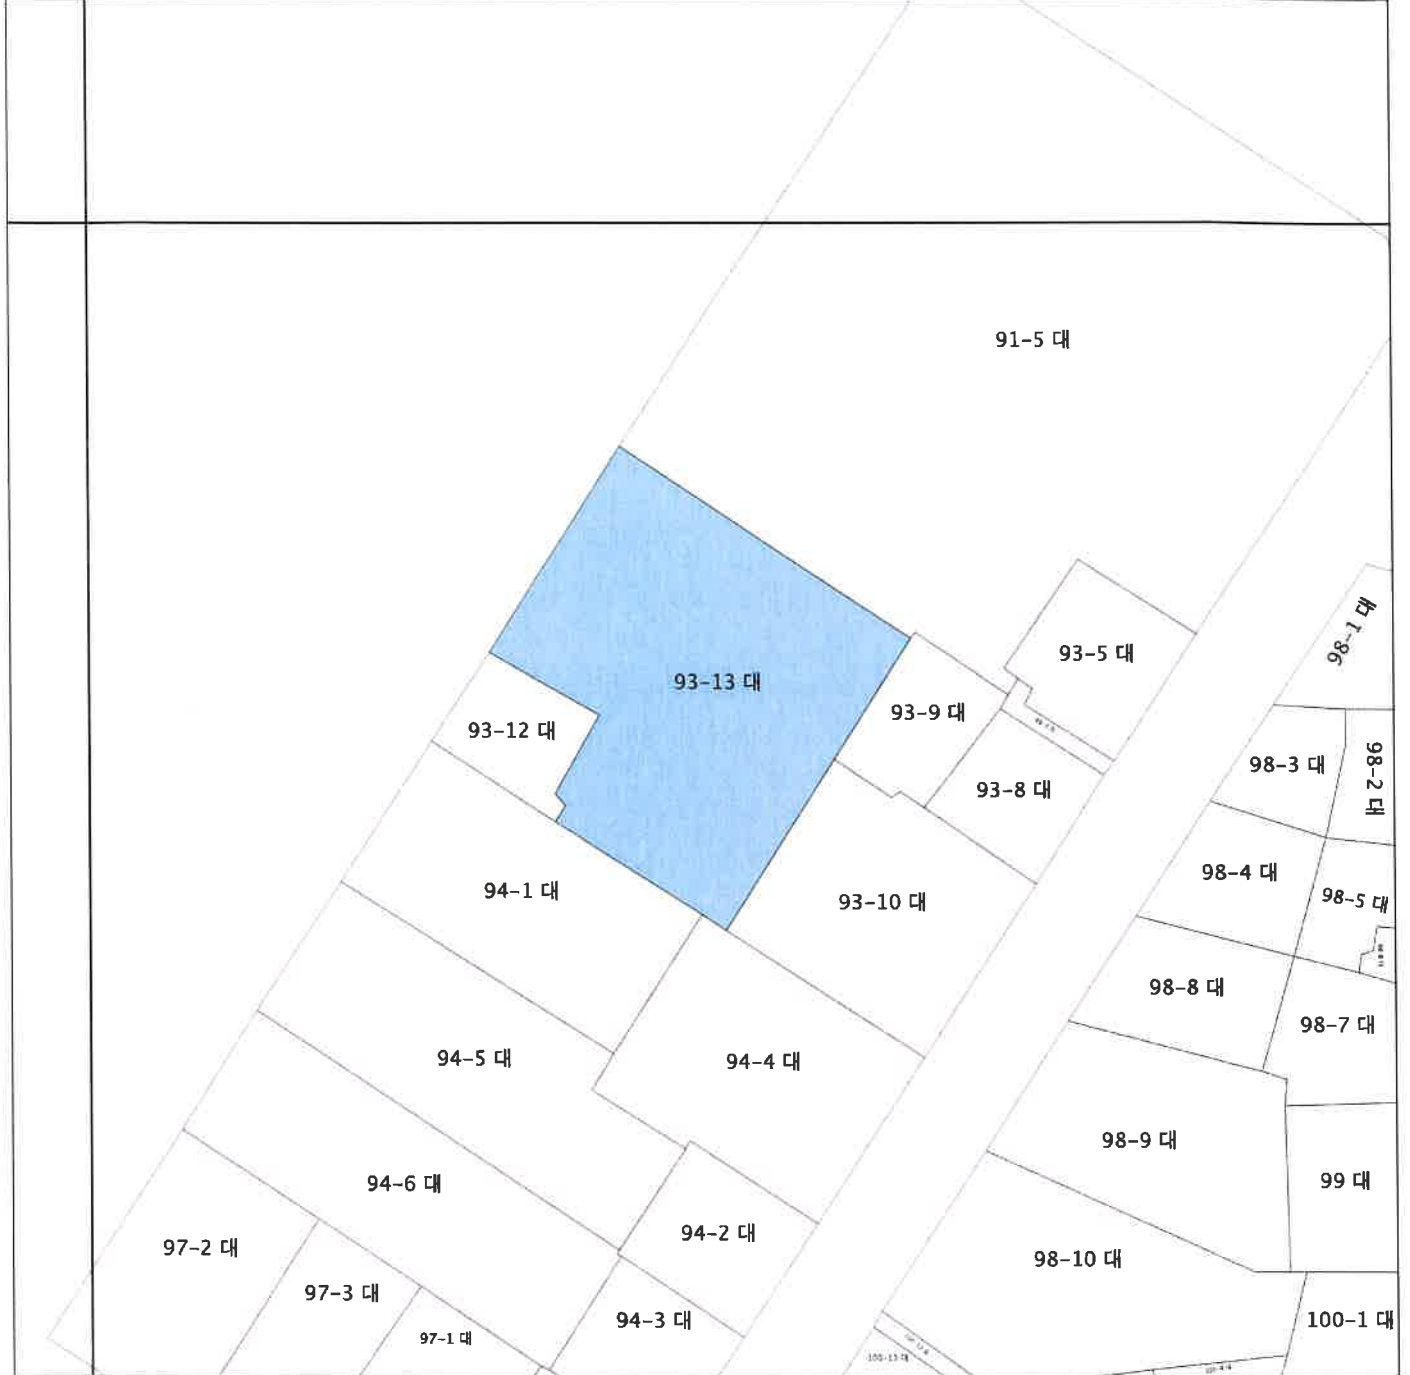 91-5 대
98-1 대
93-5 대
93-13 대
93-9 대
93-12 대
98-3 대
98-2 대
93-8 대
98-4 대
94-1 대
93-10 대
98-5 대
98-8 대
98-7 대
94-5 대
94-4 대
98-9 대
99 대
94-6 대
94-2 대
97-2 대
98-10 대
97-3 대
94-3 대
100-1 대
97-1 대
100-13 대